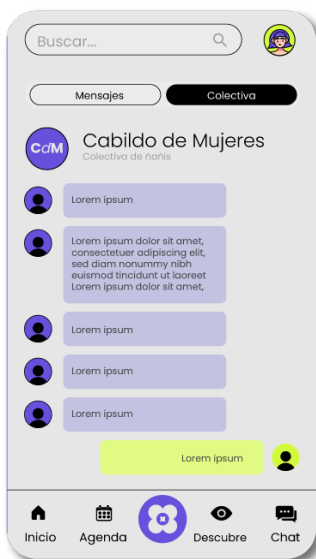 Buscar...
Mensajes
Colectiva
CdM
Cabildo de Mujeres
Colectiva de ñañis
Lorem ipsum
Lorem ipsum dolor sit amet,
consectetuer adipiscing elit,
sed diam nonummy nibh
euismod tincidunt ut laoreet
Lorem ipsum dolor sit amet,
Lorem ipsum
Lorem ipsum
Lorem ipsum
Lorem ipsum
Inicio
Agenda
Descubre
Chat